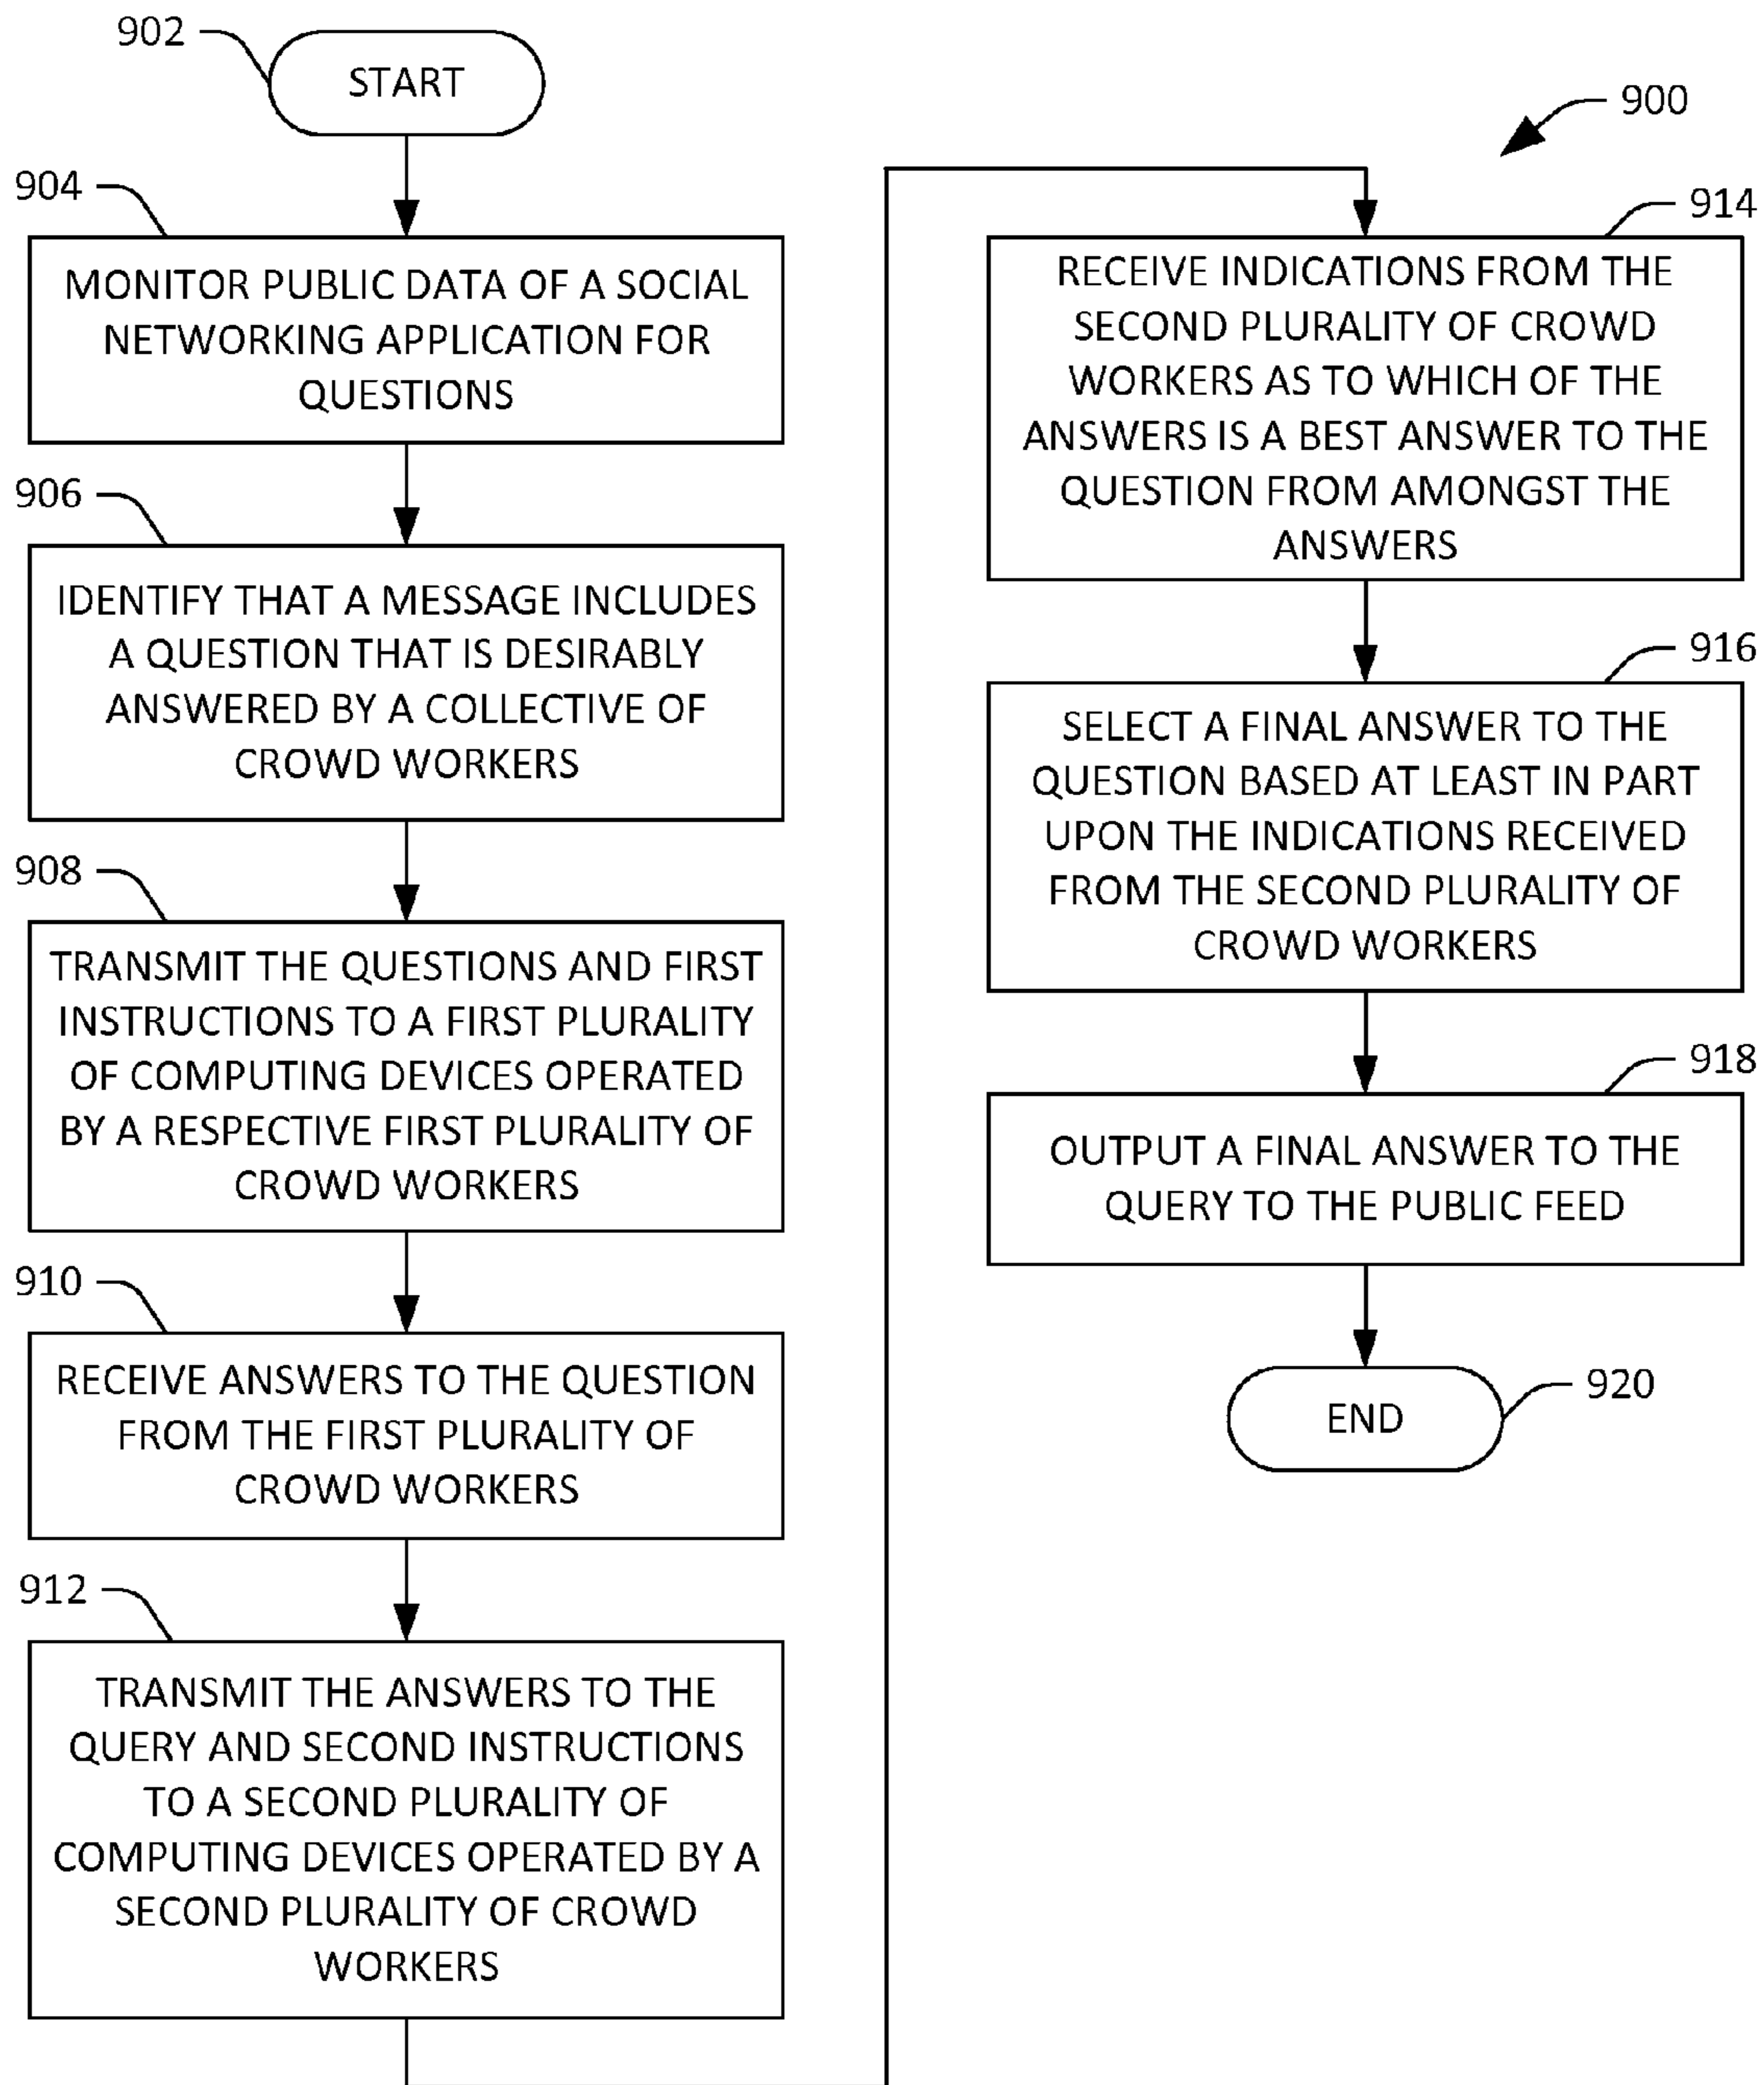 902
START
904
MONITOR PUBLIC DATA OF A SOCIAL
NETWORKING APPLICATION FOR
QUESTIONS
906
IDENTIFY THAT A MESSAGE INCLUDES
A QUESTION THAT IS DESIRABLY
ANSWERED BY A COLLECTIVE OF
CROWD WORKERS
908
TRANSMIT THE QUESTIONS AND FIRST
INSTRUCTIONS TO A FIRST PLURALITY
OF COMPUTING DEVICES OPERATED
BY A RESPECTIVE FIRST PLURALITY OF
CROWD WORKERS
910
RECEIVE ANSWERS TO THE QUESTION
FROM THE FIRST PLURALITY OF
CROWD WORKERS
912
TRANSMIT THE ANSWERS TO THE
QUERY AND SECOND INSTRUCTIONS
TO A SECOND PLURALITY OF
COMPUTING DEVICES OPERATED BY A
SECOND PLURALITY OF CROWD
WORKERS
900
914
RECEIVE INDICATIONS FROM THE
SECOND PLURALITY OF CROWD
WORKERS AS TO WHICH OF THE
ANSWERS IS A BEST ANSWER TO THE
QUESTION FROM AMONGST THE
ANSWERS
916
SELECT A FINAL ANSWER TO THE
QUESTION BASED AT LEAST IN PART
UPON THE INDICATIONS RECEIVED
FROM THE SECOND PLURALITY OF
CROWD WORKERS
918
OUTPUT A FINAL ANSWER TO THE
QUERY TO THE PUBLIC FEED
920
END